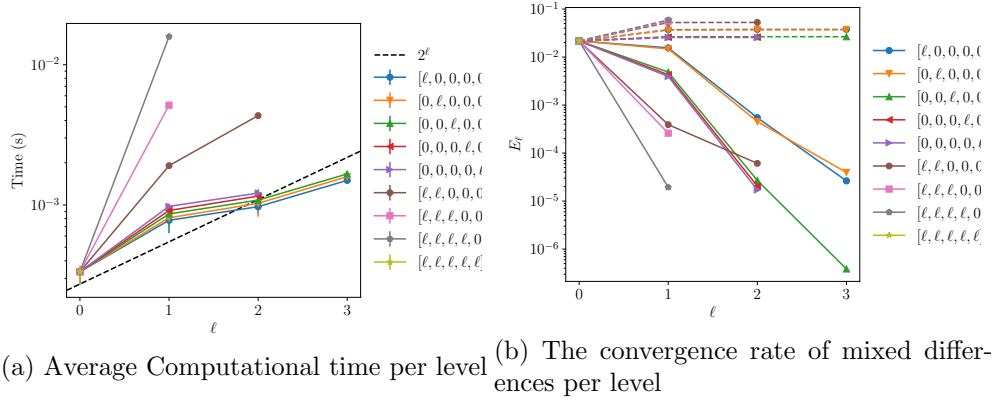 10⁻²
10⁻³
Time (s)
0 1 2 3
ℓ
2^ℓ
[ℓ, 0, 0, 0, 0
[0, ℓ, 0, 0, 0
[0, 0, ℓ, 0, 0
[0, 0, 0, ℓ, 0
[0, 0, 0, 0, ℓ
[ℓ, ℓ, 0, 0, 0
[ℓ, ℓ, ℓ, 0, 0
[ℓ, ℓ, ℓ, ℓ, 0
[ℓ, ℓ, ℓ, ℓ, ℓ]
(a) Average Computational time per level
10⁻¹
10⁻²
10⁻³
10⁻⁴
10⁻⁵
10⁻⁶
E_ℓ
0 1 2 3
ℓ
[ℓ, 0, 0, 0, 0
[0, ℓ, 0, 0, 0
[0, 0, ℓ, 0, 0
[0, 0, 0, ℓ, 0
[0, 0, 0, 0, ℓ
[ℓ, ℓ, 0, 0, 0
[ℓ, ℓ, ℓ, 0, 0
[ℓ, ℓ, ℓ, ℓ, 0
[ℓ, ℓ, ℓ, ℓ, ℓ]
(b) The convergence rate of mixed differ-
ences per level